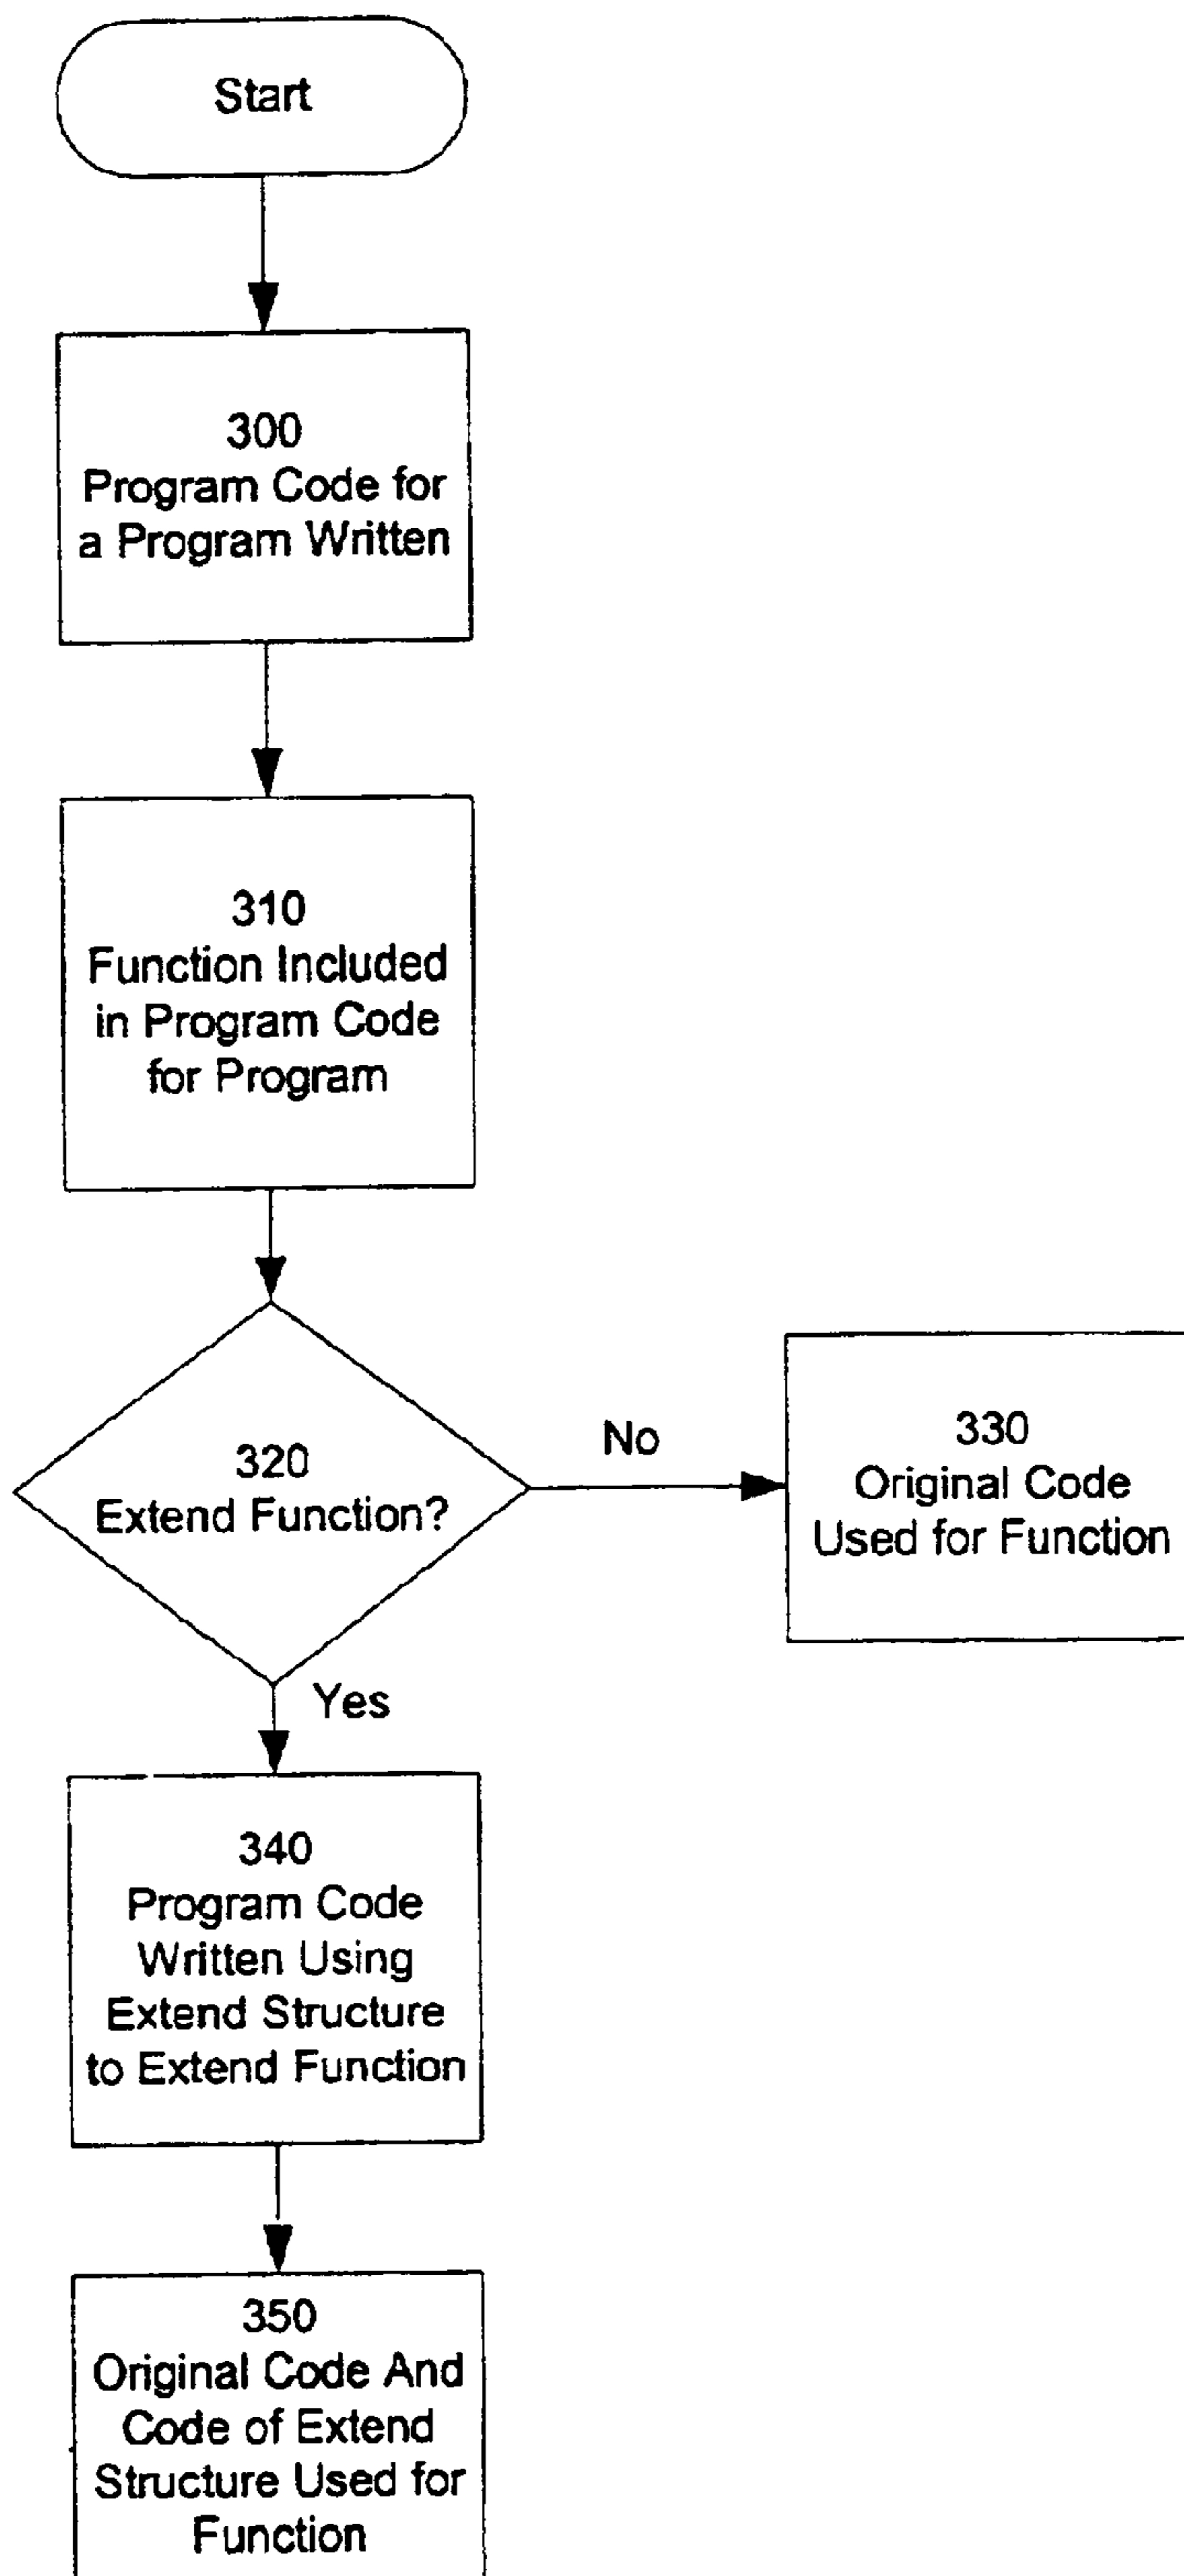 Start
300
Program Code for
a Program Written
310
Function Included
in Program Code
for Program
320
Extend Function?
No
330
Original Code
Used for Function
Yes
340
Program Code
Written Using
Extend Structure
to Extend Function
350
Original Code And
Code of Extend
Structure Used for
Function